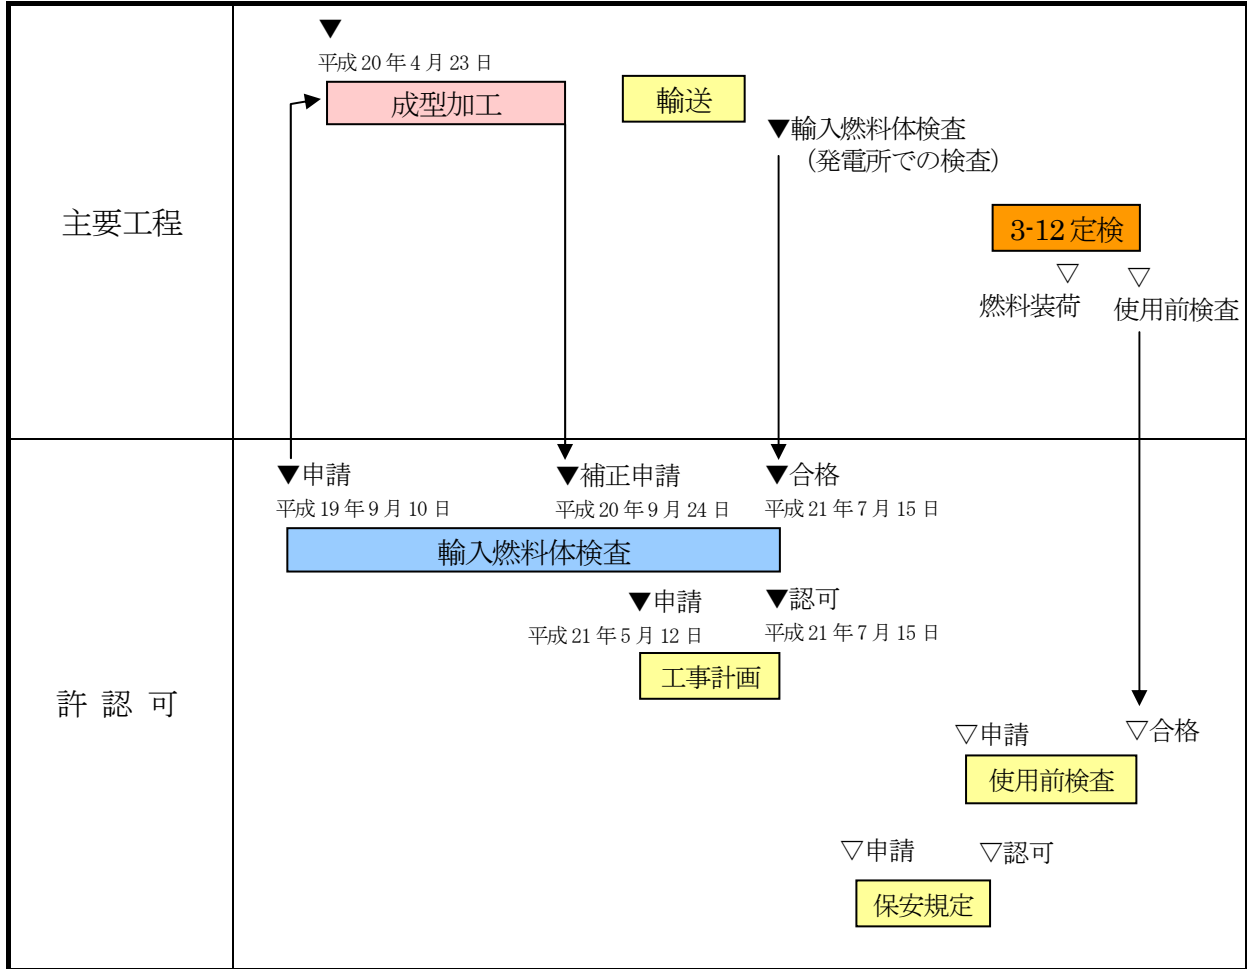 主要工程
▼
平成20年4月23日
成型加工
輸送
▼輸入燃料体検査
(発電所での検査)
3-12定検
▽
▽
燃料装荷
使用前検査
許認可
▼申請
▼補正申請
▼合格
平成19年9月10日
平成20年9月24日
平成21年7月15日
輸入燃料体検査
▼申請
▼認可
平成21年5月12日
平成21年7月15日
工事計画
▽申請
▽合格
使用前検査
▽申請
▽認可
保安規定